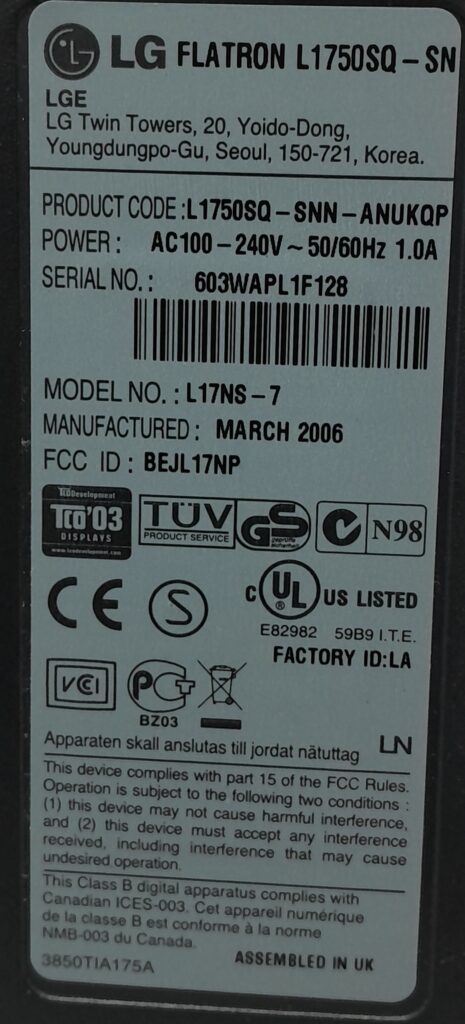 LG FLATRON L1750SQ-SN
LGE
LG Twin Towers, 20, Yoido-Dong,
Youngdungpo-Gu, Seoul, 150-721, Korea.
PRODUCT CODE :L1750SQ-SNN-ANUKQP
POWER : AC100-240V~50/60Hz 1.0A
SERIAL NO. : 603WAPL1F128
MODEL NO. : L17NS-7
MANUFACTURED : MARCH 2006
FCC ID : BEJL17NP
TCODevelopment
TCO'03
DISPLAYS
www.tcodevelopment.com
TÜV
PRODUCT SERVICE
GS
geprüfte
Sicherheit
N98
CE
S
C UL ® US LISTED
E82982 59B9 I.T.E.
FACTORY ID:LA
VCI
PCT
BZ03
Apparaten skall anslutas till jordat nätuttag
LN
This device complies with part 15 of the FCC Rules.
Operation is subject to the following two conditions :
(1) this device may not cause harmful interference,
and (2) this device must accept any interference
received, including interference that may cause
undesired operation.
This Class B digital apparatus complies with
Canadian ICES-003. Cet appareil numérique
de la classe B est conforme à la norme
NMB-003 du Canada.
3850TIA175A
ASSEMBLED IN UK